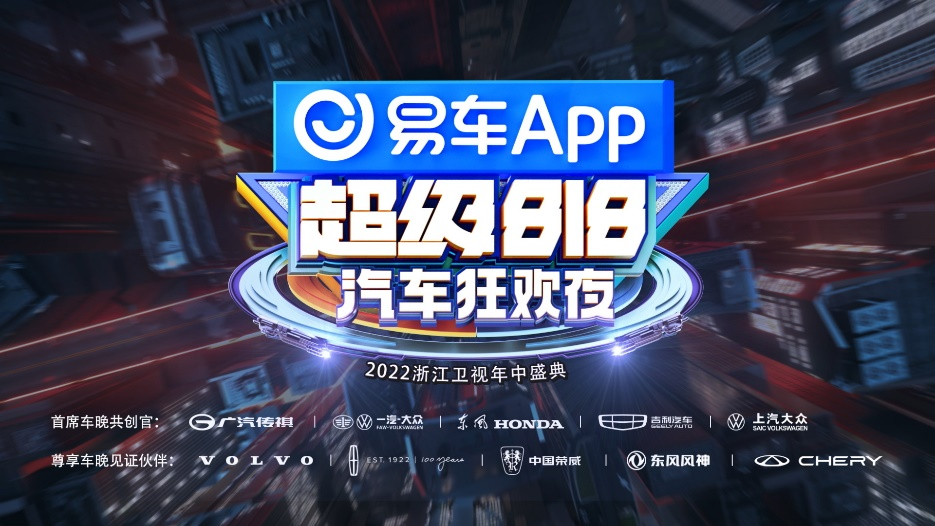 易车App
超级818
汽车狂欢夜
2022浙江卫视年中盛典
首席车晚共创官： 广汽传祺 | 一汽-大众 FAW-VOLKSWAGEN | 东风 HONDA | 吉利汽车 GEELY AUTO | 上汽大众 SAIC VOLKSWAGEN
尊享车晚见证伙伴： VOLVO | EST. 1922 | 100 years | 中国荣威 | 东风风神 | CHERY